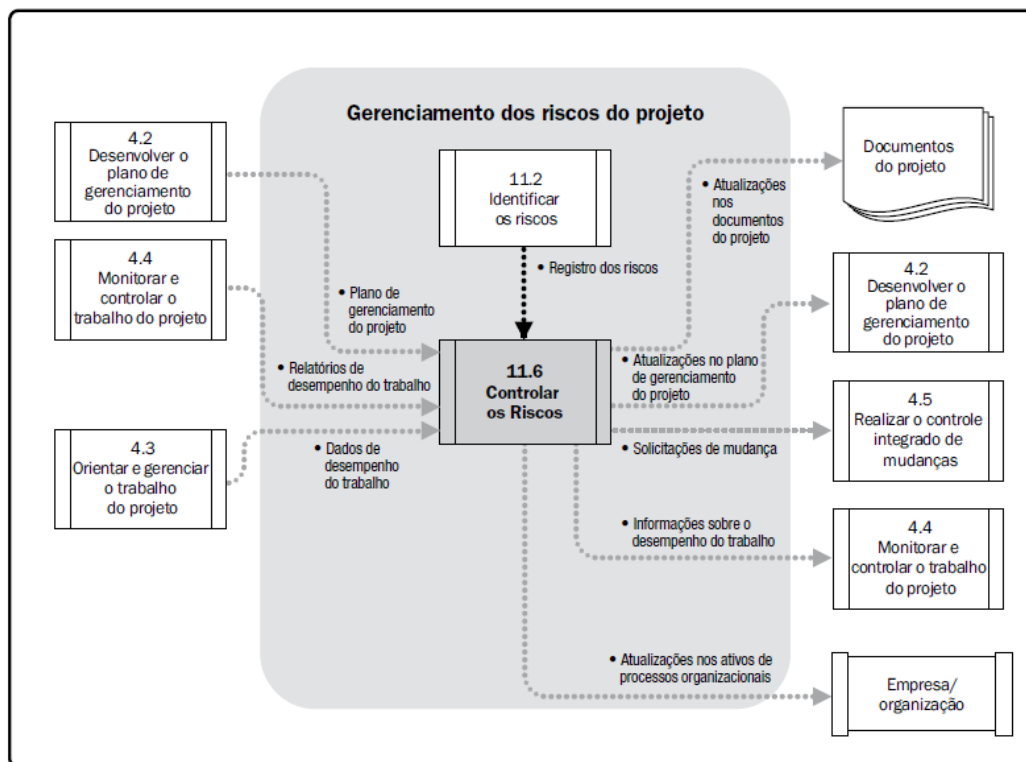 Gerenciamento dos riscos do projeto
4.2
Desenvolver o
plano de
gerenciamento
do projeto
4.4
Monitorar e
controlar o
trabalho do projeto
4.3
Orientar e gerenciar
o trabalho
do projeto
11.2
Identificar
os riscos
• Registro dos riscos
• Plano de
gerenciamento
do projeto
• Relatórios de
desempenho do trabalho
• Dados de
desempenho
do trabalho
11.6
Controlar
os Riscos
• Atualizações
nos
documentos
do projeto
• Atualizações no plano
de gerenciamento
do projeto
• Solicitações de mudança
• Informações sobre o
desempenho do trabalho
• Atualizações nos ativos de
processos organizacionais
Documentos
do projeto
4.2
Desenvolver o
plano de
gerenciamento
do projeto
4.5
Realizar o controle
integrado de
mudanças
4.4
Monitorar e
controlar o trabalho
do projeto
Empresa/
organização